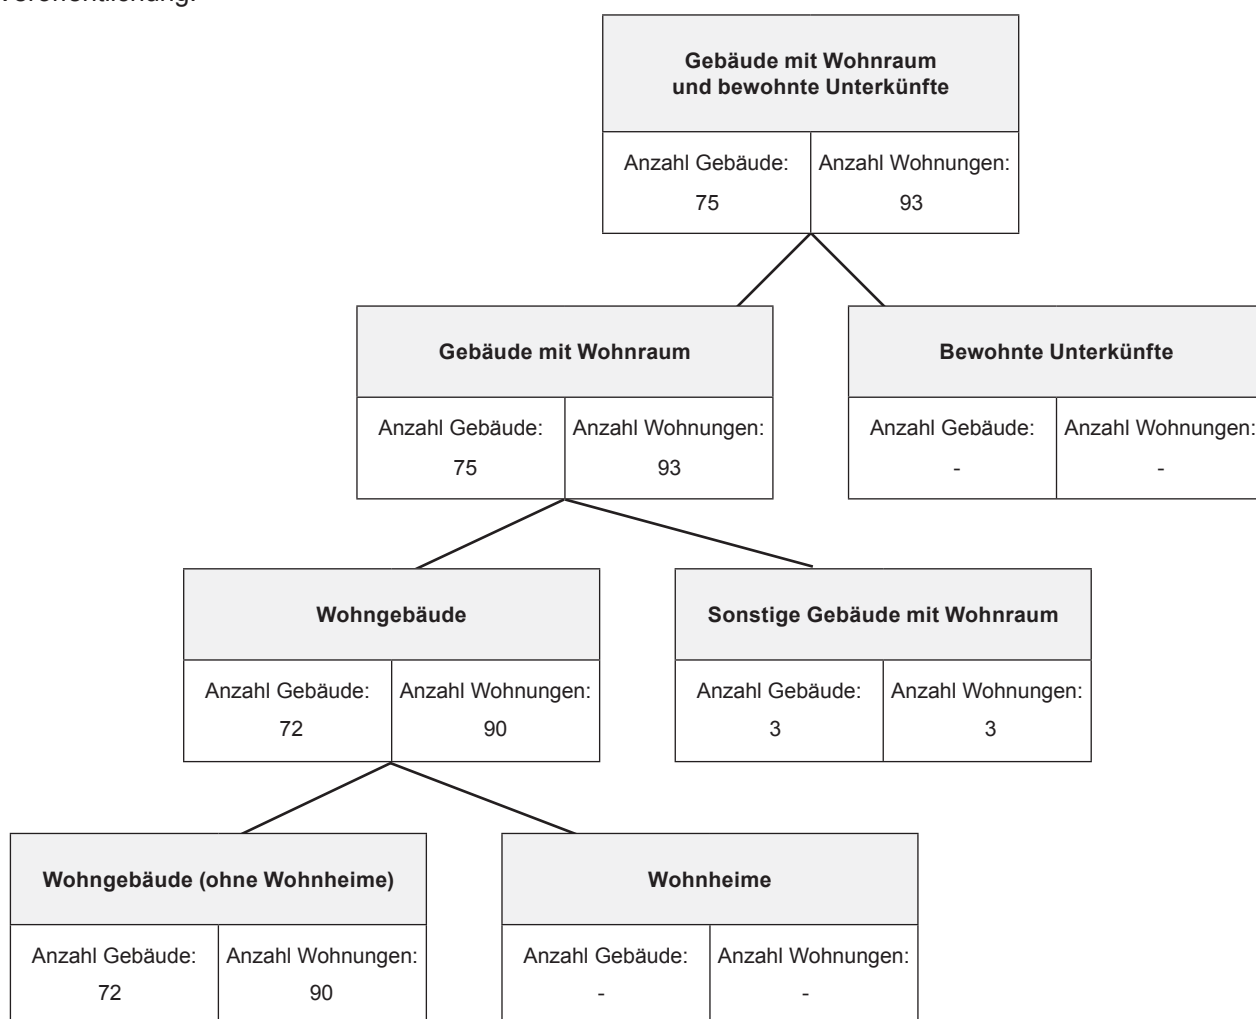 Veröffentlichung.
Gebäude mit Wohnraum
und bewohnte Unterkünfte
Anzahl Gebäude: Anzahl Wohnungen:
75 93
Gebäude mit Wohnraum
Anzahl Gebäude: Anzahl Wohnungen:
75 93
Bewohnte Unterkünfte
Anzahl Gebäude: Anzahl Wohnungen:
- -
Wohngebäude
Anzahl Gebäude: Anzahl Wohnungen:
72 90
Sonstige Gebäude mit Wohnraum
Anzahl Gebäude: Anzahl Wohnungen:
3 3
Wohngebäude (ohne Wohnheime)
Anzahl Gebäude: Anzahl Wohnungen:
72 90
Wohnheime
Anzahl Gebäude: Anzahl Wohnungen:
- -